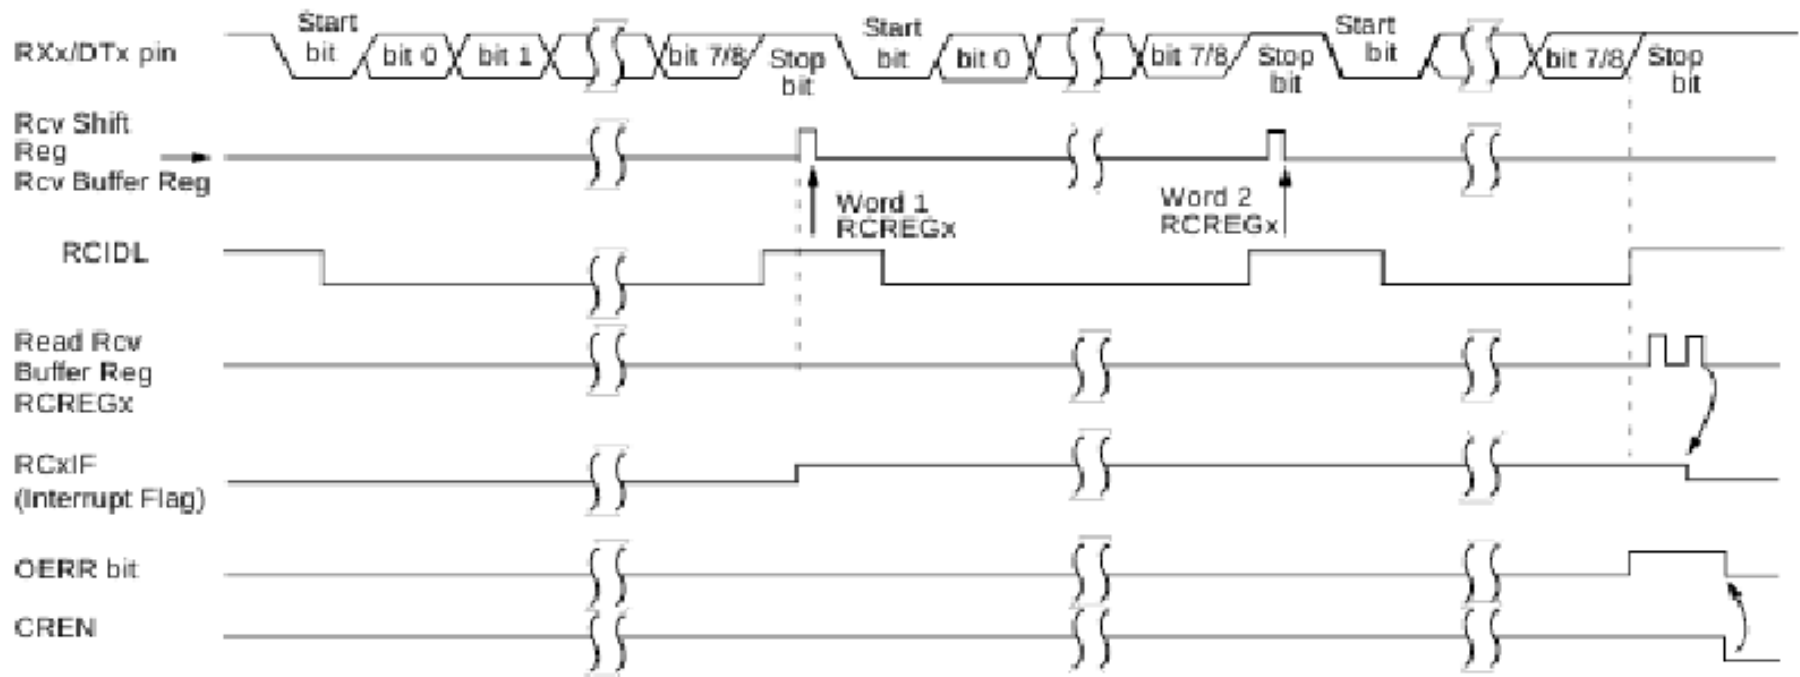 RXx/DTx pin
Start
bit
bit 0
bit 1
bit 7/8
Stop
bit
Start
bit
bit 0
bit 7/8
Stop
bit
Start
bit
bit 7/8
Stop
bit
Rcv Shift
Reg
Rcv Buffer Reg
Word 1
RCREGx
Word 2
RCREGx
RCIDL
Read Rcv
Buffer Reg
RCREGx
RCxIF
(Interrupt Flag)
OERR bit
CREN